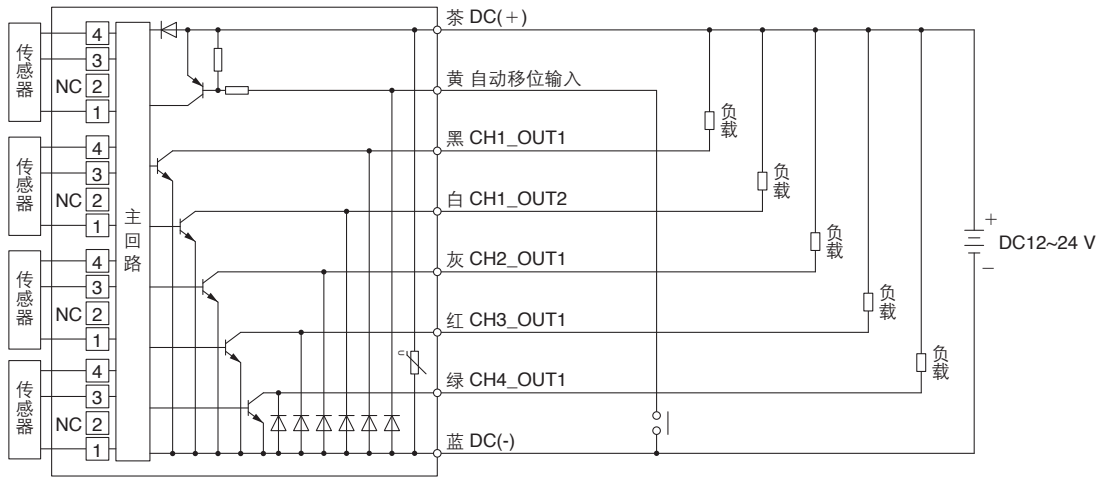 茶 DC(+)
黄 自动移位输入
黑 CH1_OUT1
白 CH1_OUT2
灰 CH2_OUT1
红 CH3_OUT1
绿 CH4_OUT1
蓝 DC(-)
传感器
4
3
NC 2
1
传感器
4
3
NC 2
1
传感器
4
3
NC 2
1
传感器
4
3
NC 2
1
主回路
U
负载
负载
负载
负载
负载
+
DC12~24 V
−